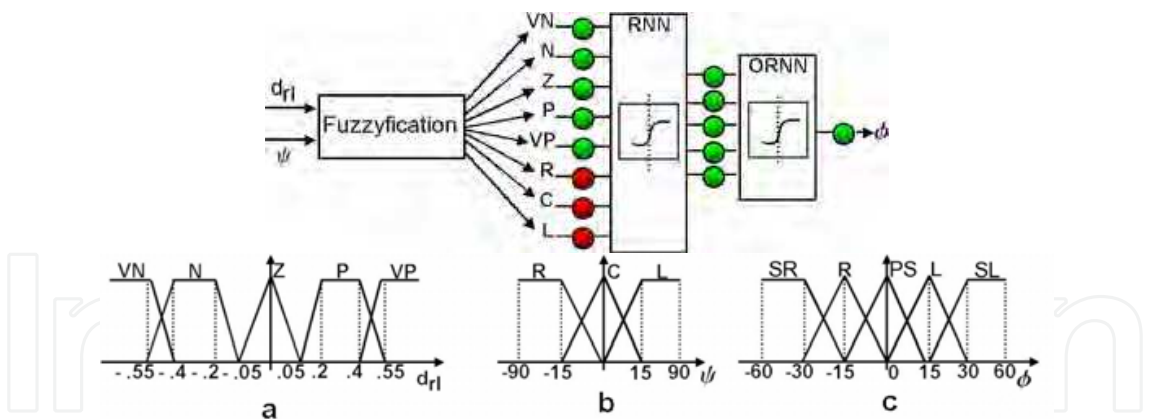 VN
N
Z
P
VP
R
C
L
d_rl
ψ
Fuzzyfication
RNN
ORNN
ϕ
VN N Z P VP
-.55 -.4 -.2 -.05 .05 .2 .4 .55 d_rl
a
R C L
-90 -15 15 90 ψ
b
SR R PS L SL
-60 -30 -15 0 15 30 60 ϕ
c